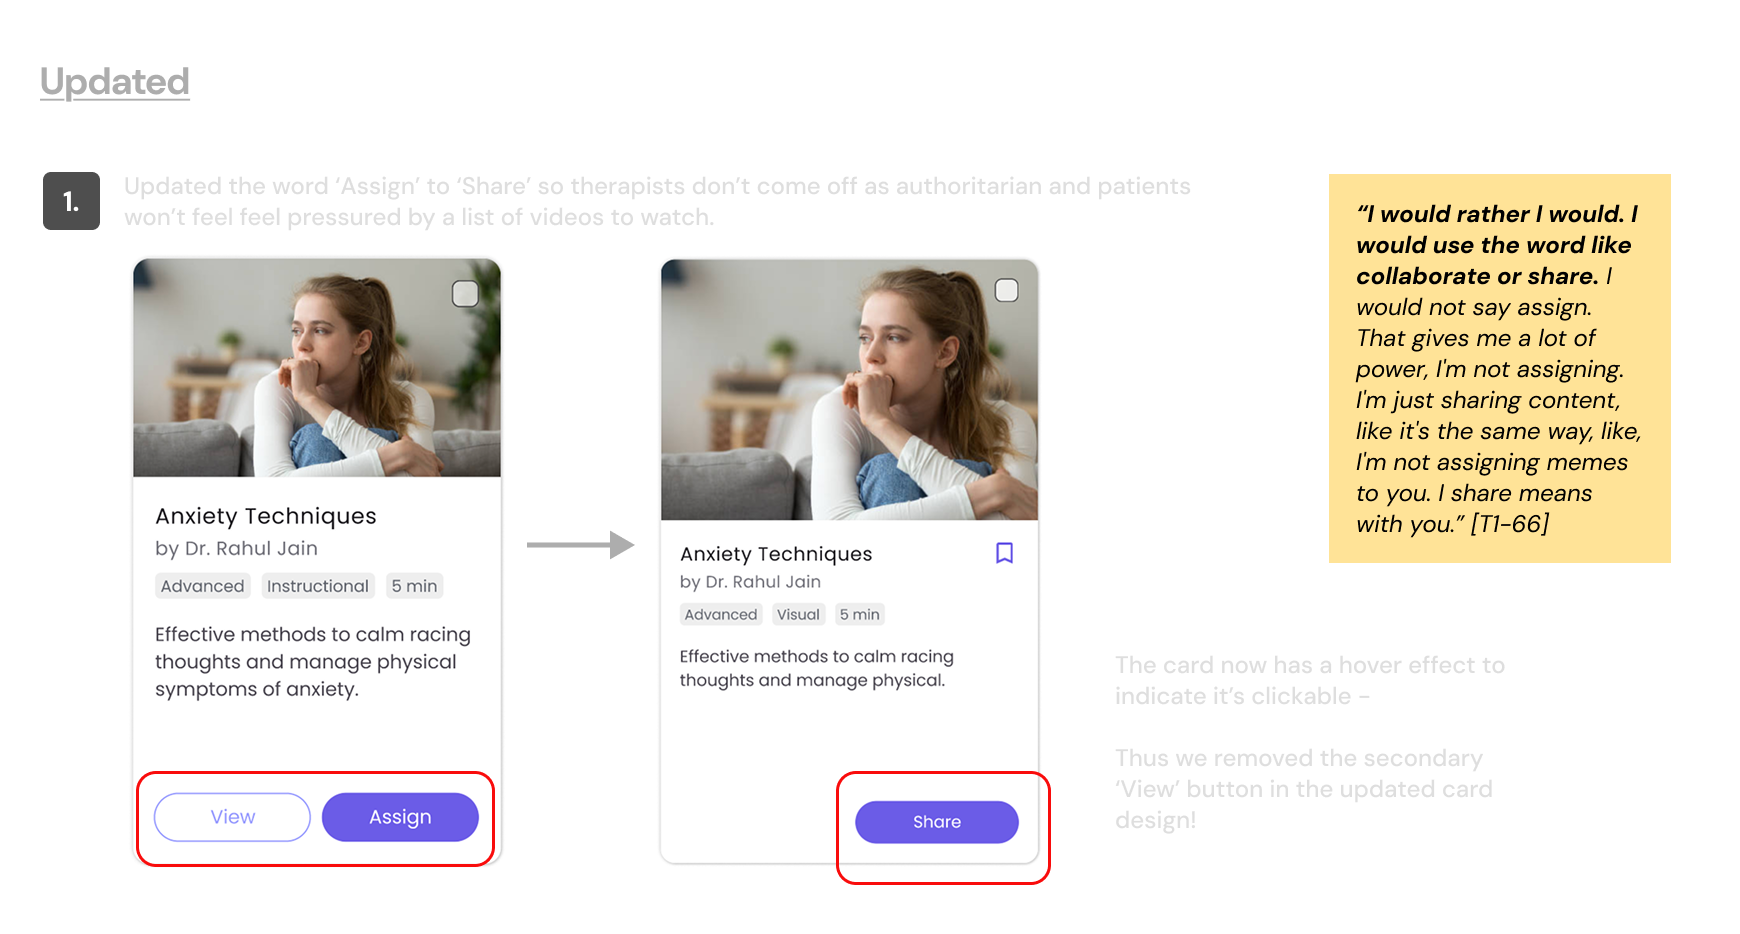 Updated
1.
Updated the word ‘Assign’ to ‘Share’ so therapists don’t come off as authoritarian and patients
won’t feel feel pressured by a list of videos to watch.
Anxiety Techniques
by Dr. Rahul Jain
Advanced Instructional 5 min
Effective methods to calm racing
thoughts and manage physical
symptoms of anxiety.
View Assign
Anxiety Techniques
by Dr. Rahul Jain
Advanced Visual 5 min
Effective methods to calm racing
thoughts and manage physical.
Share
“I would rather I would. I
would use the word like
collaborate or share. I
would not say assign.
That gives me a lot of
power, I'm not assigning.
I'm just sharing content,
like it's the same way, like,
I'm not assigning memes
to you. I share means
with you.” [T1-66]
The card now has a hover effect to
indicate it’s clickable -
Thus we removed the secondary
‘View’ button in the updated card
design!